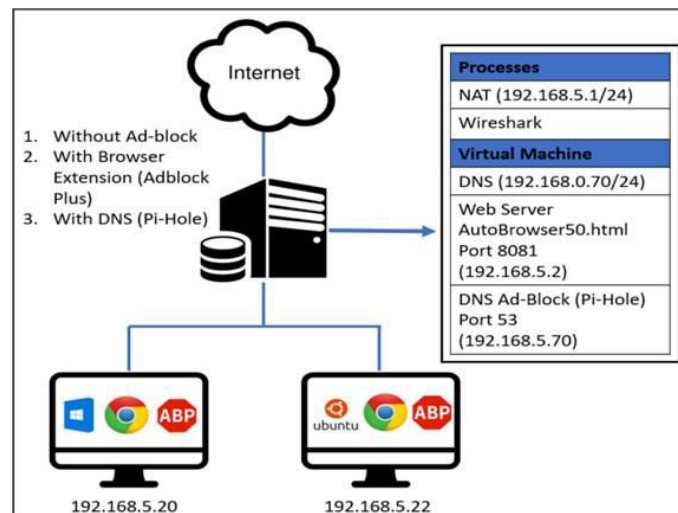 Internet
1. Without Ad-block
2. With Browser
Extension (Adblock
Plus)
3. With DNS (Pi-Hole)
Processes
NAT (192.168.5.1/24)
Wireshark
Virtual Machine
DNS (192.168.0.70/24)
Web Server
AutoBrowser50.html
Port 8081
(192.168.5.2)
DNS Ad-Block (Pi-Hole)
Port 53
(192.168.5.70)
ABP
ubuntu
ABP
192.168.5.20
192.168.5.22